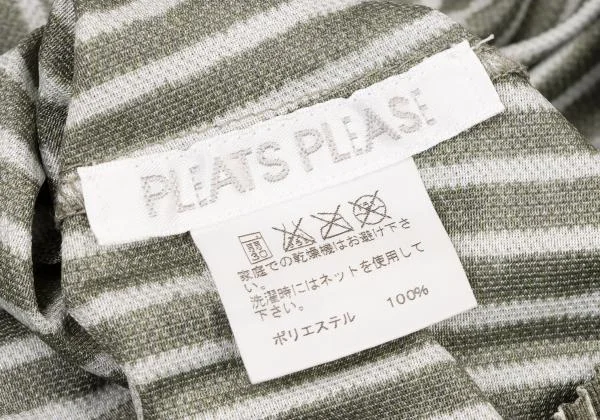 PLEATS PLEASE
家庭での乾燥機はお避け下さ
い。
洗濯時にはネットを使用して
下さい。
ポリエステル 100%